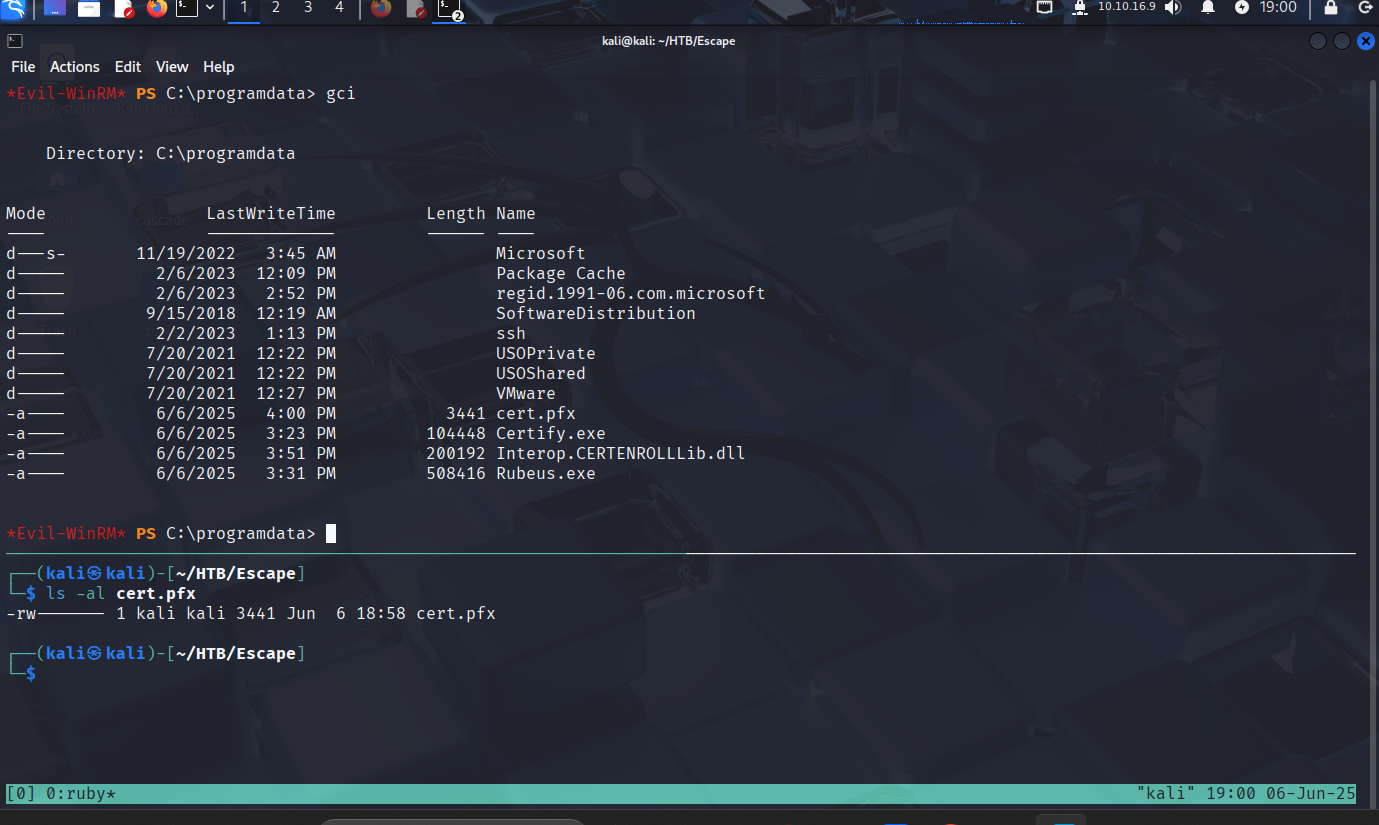 1 2 3 4 2 10.10.16.9 19:00
kali@kali: ~/HTB/Escape
File Actions Edit View Help
*Evil-WinRM* PS C:\programdata> gci
Directory: C:\programdata
Mode LastWriteTime Length Name
---- ------------- ------ ----
d---s- 11/19/2022 3:45 AM Microsoft
d----- 2/6/2023 12:09 PM Package Cache
d----- 2/6/2023 2:52 PM regid.1991-06.com.microsoft
d----- 9/15/2018 12:19 AM SoftwareDistribution
d----- 2/2/2023 1:13 PM ssh
d----- 7/20/2021 12:22 PM USOPrivate
d----- 7/20/2021 12:22 PM USOShared
d----- 7/20/2021 12:27 PM VMware
-a---- 6/6/2025 4:00 PM 3441 cert.pfx
-a---- 6/6/2025 3:23 PM 104448 Certify.exe
-a---- 6/6/2025 3:51 PM 200192 Interop.CERTENROLLLib.dll
-a---- 6/6/2025 3:31 PM 508416 Rubeus.exe
*Evil-WinRM* PS C:\programdata>
┌──(kali㉿kali)-[~/HTB/Escape]
└─$ ls -al cert.pfx
-rw------- 1 kali kali 3441 Jun 6 18:58 cert.pfx
┌──(kali㉿kali)-[~/HTB/Escape]
└─$
[0] 0:ruby* "kali" 19:00 06-Jun-25